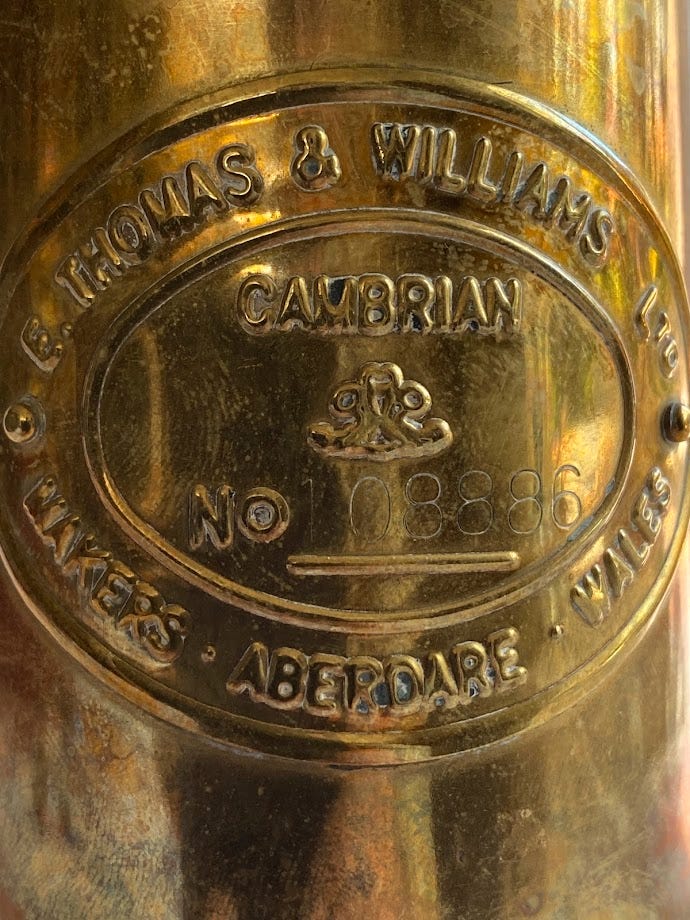 E. THOMAS & WILLIAMS LTD
CAMBRIAN
No 108886
MAKERS · ABERDARE · WALES